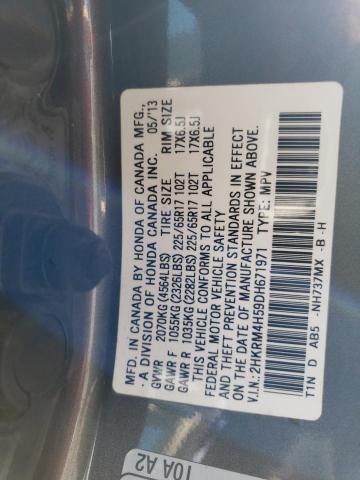 MFD. IN CANADA BY HONDA OF CANADA MFG.,
A DIVISION OF HONDA CANADA INC. 05/'13
GVWR 2070KG (4564LBS) TIRE SIZE RIM SIZE
GAWR F 1055KG (2326LBS) 225/65R17 102T 17X6.5J
GAWR R 1035KG (2282LBS) 225/65R17 102T 17X6.5J
THIS VEHICLE CONFORMS TO ALL APPLICABLE
FEDERAL MOTOR VEHICLE SAFETY
AND THEFT PREVENTION STANDARDS IN EFFECT
ON THE DATE OF MANUFACTURE SHOWN ABOVE.
V.I.N.: 2HKRM4H59DH671971 TYPE: MPV
T1N D AB5 -NH737MX -B -H
10A A2